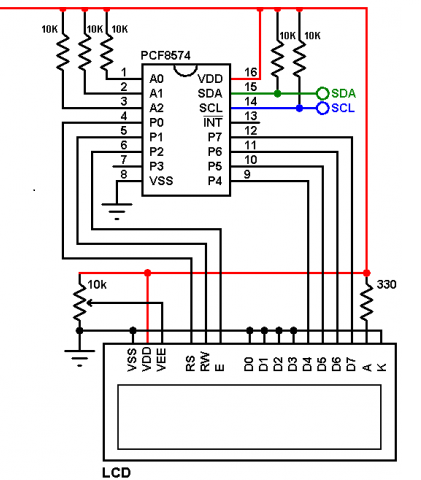 10K 10K 10K 10K 10K
PCF8574
1 A0 VDD 16
2 A1 SDA 15 SDA
3 A2 SCL 14 SCL
4 P0 INT 13
5 P1 P7 12
6 P2 P6 11
7 P3 P5 10
8 VSS P4 9
10k 330
VSS VDD VEE RS RW E D0 D1 D2 D3 D4 D5 D6 D7 A K
LCD